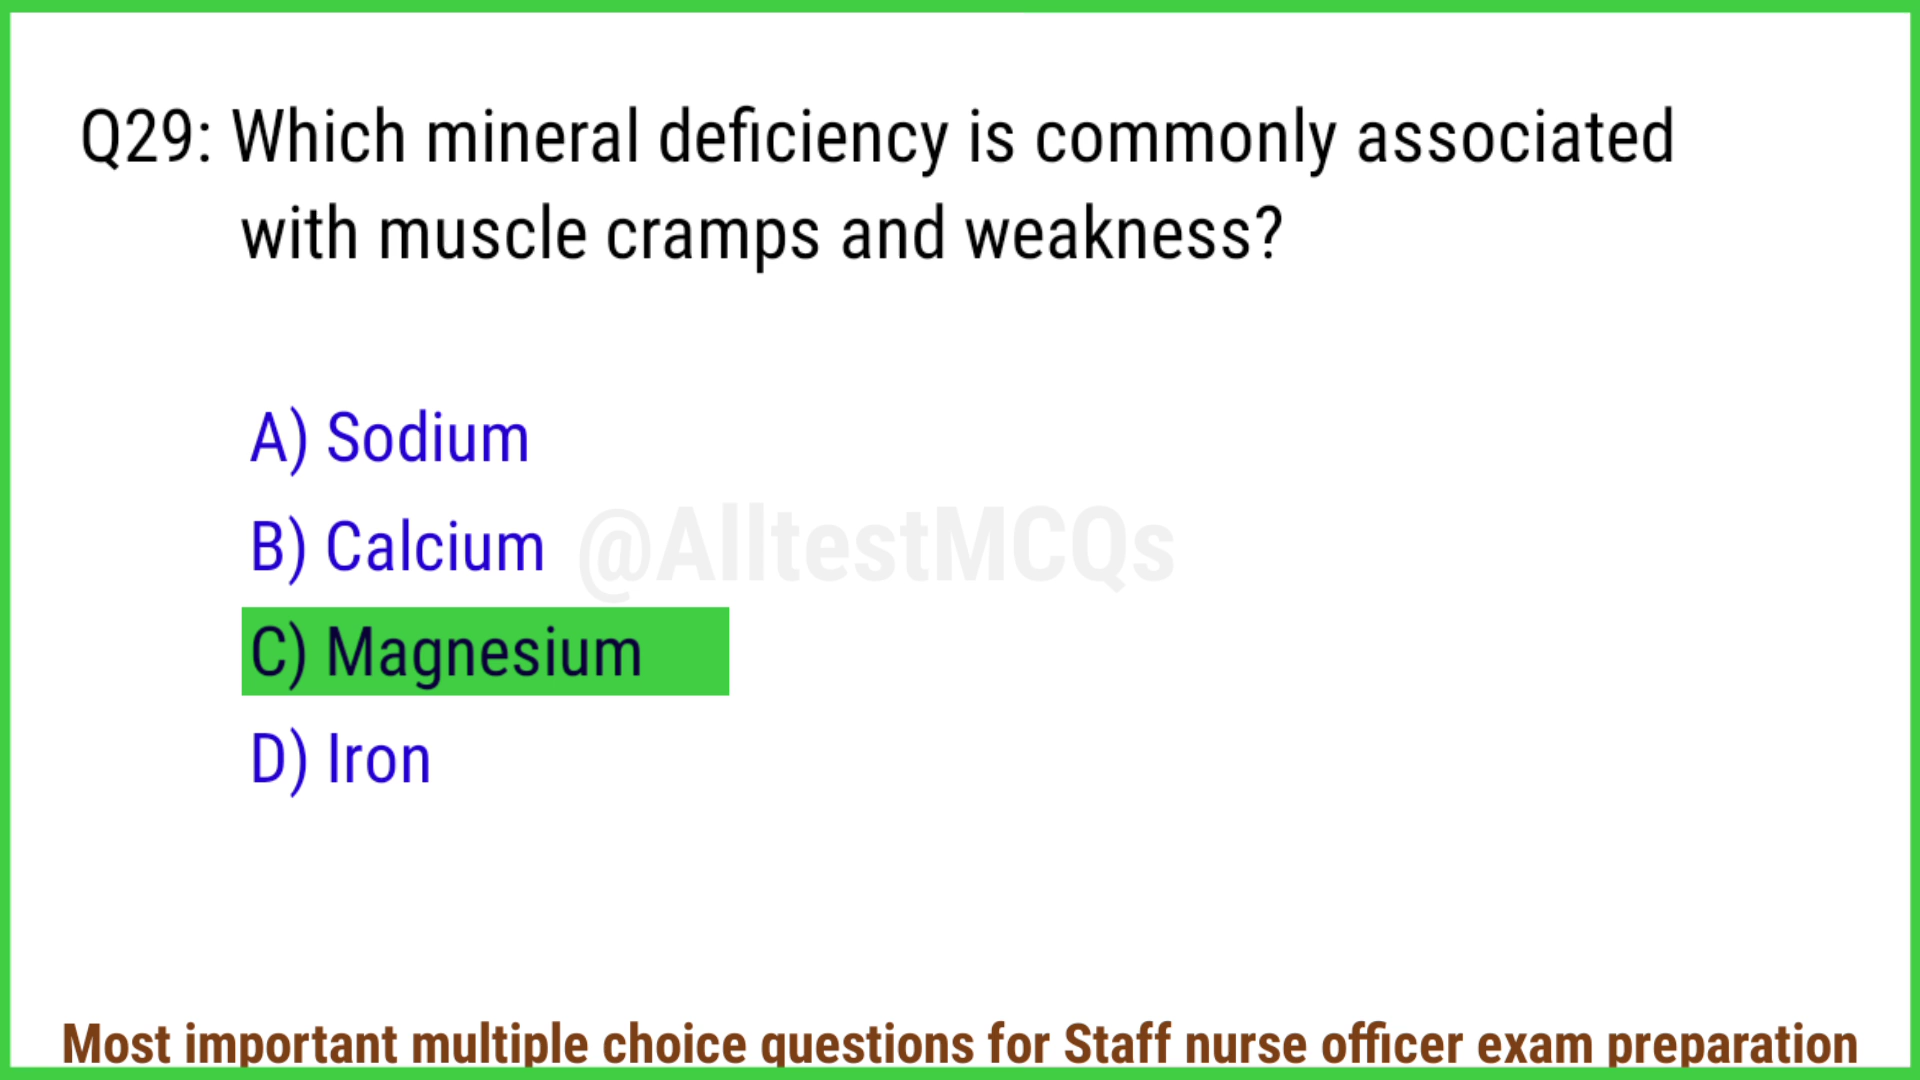 Q29: Which mineral deficiency is commonly associated
with muscle cramps and weakness?
A) Sodium
B) Calcium
@AlltestMCQs
C) Magnesium
D) Iron
Most important multiple choice questions for Staff nurse officer exam preparation